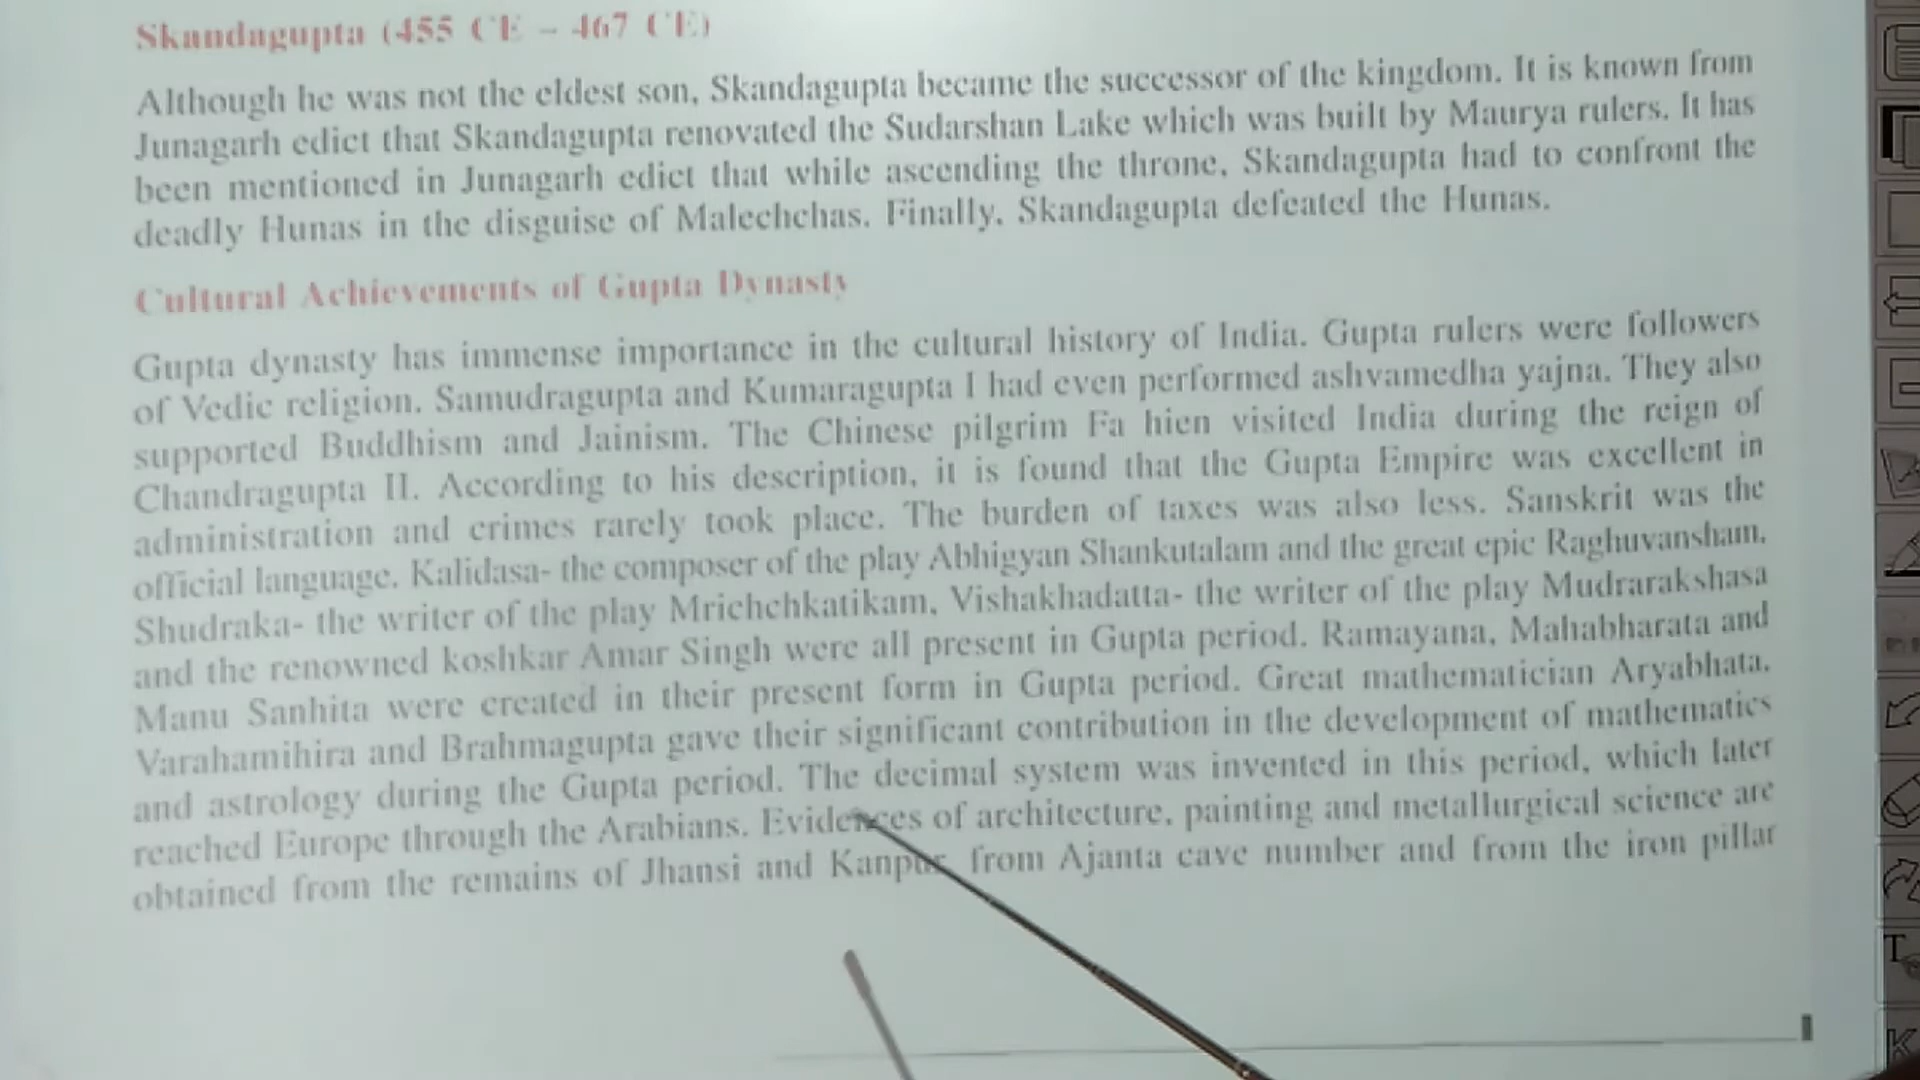 Skandagupta (455 CE – 467 CE)
Although he was not the eldest son, Skandagupta became the successor of the kingdom. It is known from
Junagarh edict that Skandagupta renovated the Sudarshan Lake which was built by Maurya rulers. It has
been mentioned in Junagarh edict that while ascending the throne, Skandagupta had to confront the
deadly Hunas in the disguise of Malechchas. Finally, Skandagupta defeated the Hunas.
Cultural Achievements of Gupta Dynasty
Gupta dynasty has immense importance in the cultural history of India. Gupta rulers were followers
of Vedic religion. Samudragupta and Kumaragupta I had even performed ashvamedha yajna. They also
supported Buddhism and Jainism. The Chinese pilgrim Fa hien visited India during the reign of
Chandragupta II. According to his description, it is found that the Gupta Empire was excellent in
administration and crimes rarely took place. The burden of taxes was also less. Sanskrit was the
official language. Kalidasa- the composer of the play Abhigyan Shankutalam and the great epic Raghuvansham,
Shudraka- the writer of the play Mrichchkatikam, Vishakhadatta- the writer of the play Mudrarakshasa
and the renowned koshkar Amar Singh were all present in Gupta period. Ramayana, Mahabharata and
Manu Sanhita were created in their present form in Gupta period. Great mathematician Aryabhata,
Varahamihira and Brahmagupta gave their significant contribution in the development of mathematics
and astrology during the Gupta period. The decimal system was invented in this period, which later
reached Europe through the Arabians. Evidences of architecture, painting and metallurgical science are
obtained from the remains of Jhansi and Kanpur, from Ajanta cave number and from the iron pillar